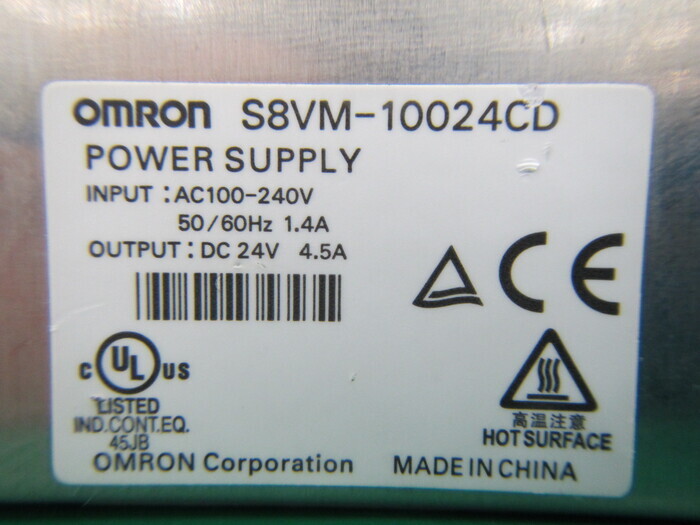 OMRON S8VM-10024CD
POWER SUPPLY
INPUT : AC100-240V
50/60Hz 1.4A
OUTPUT : DC 24V 4.5A
CE
C UL US
LISTED
IND.CONT.EQ.
45JB
高温注意
HOT SURFACE
OMRON Corporation MADE IN CHINA